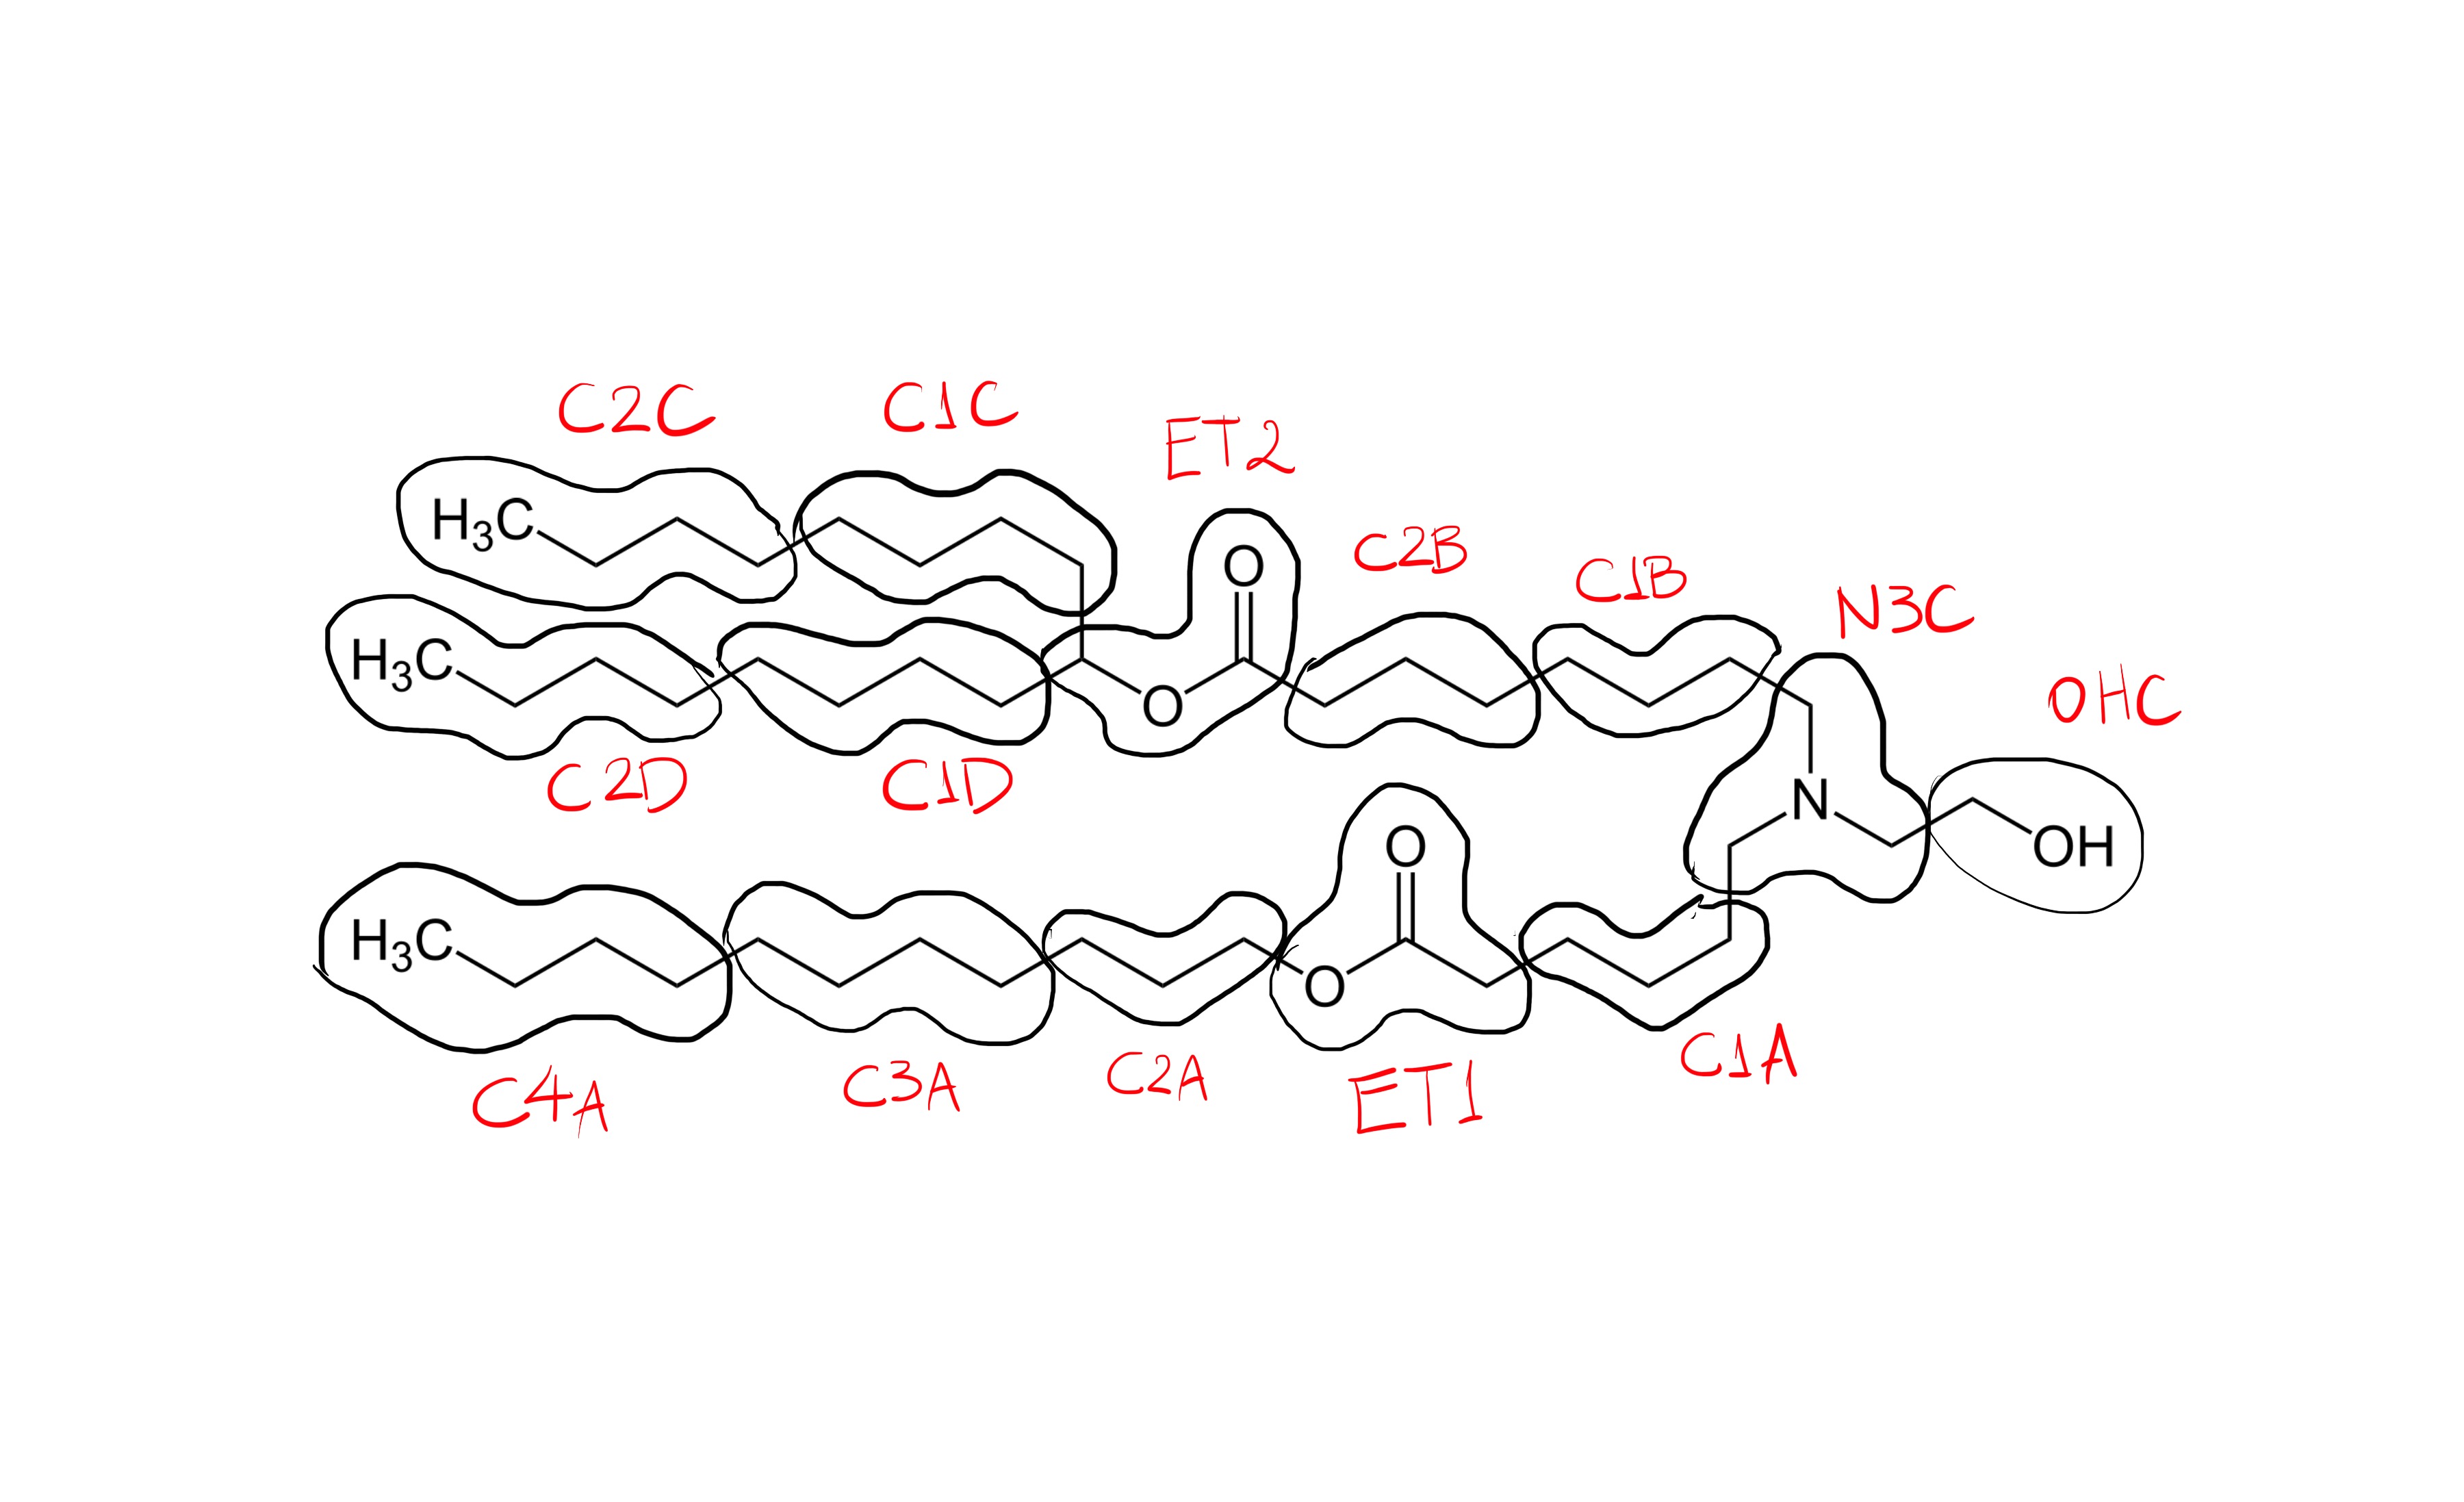 C2C
C1C
ET2
H3C
O
C2B
C1B
N3C
H3C
O
OHC
C2D
C1D
N
O
OH
H3C
O
C1A
C4A
C3A
C2A
ET1